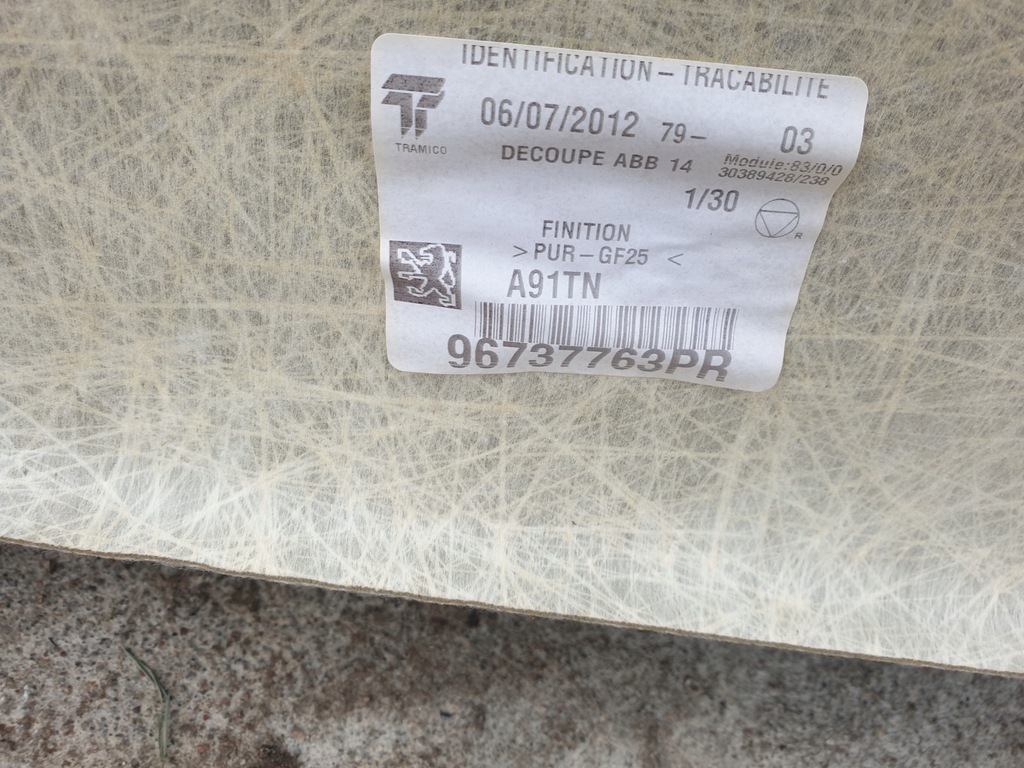 IDENTIFICATION - TRACABILITE
TRAMICO
06/07/2012 79- 03
DECOUPE ABB 14
Module:83/0/0
30389428/238
1/30
R
FINITION
>PUR-GF25 <
A91TN
96737763PR